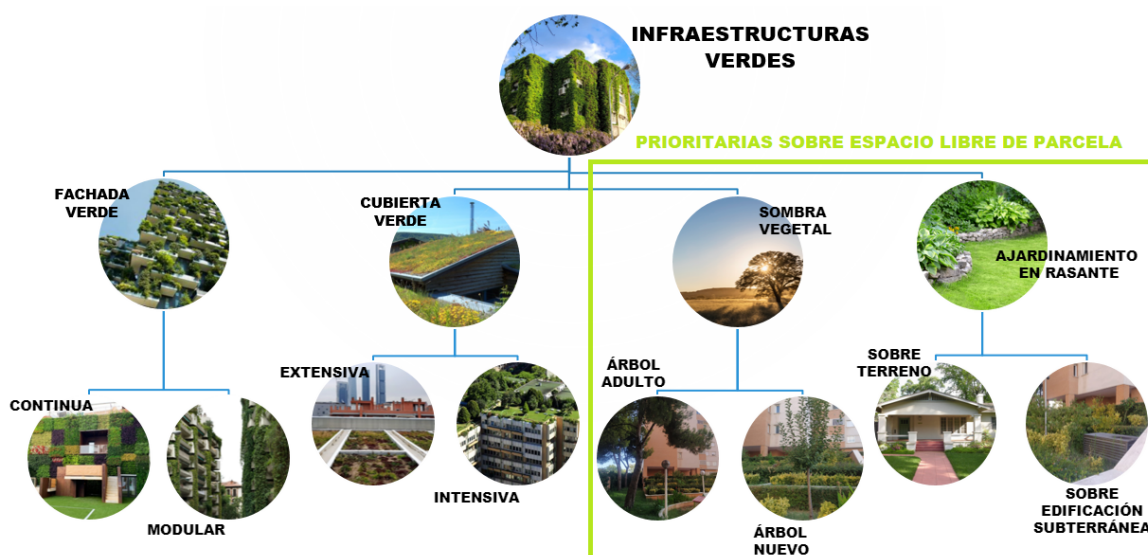 INFRAESTRUCTURAS
VERDES
PRIORITARIAS SOBRE ESPACIO LIBRE DE PARCELA
FACHADA
VERDE
CUBIERTA
VERDE
SOMBRA
VEGETAL
AJARDINAMIENTO
EN RASANTE
CONTINUA
MODULAR
EXTENSIVA
INTENSIVA
ÁRBOL
ADULTO
ÁRBOL
NUEVO
SOBRE
TERRENO
SOBRE
EDIFICACIÓN
SUBTERRÁNEA